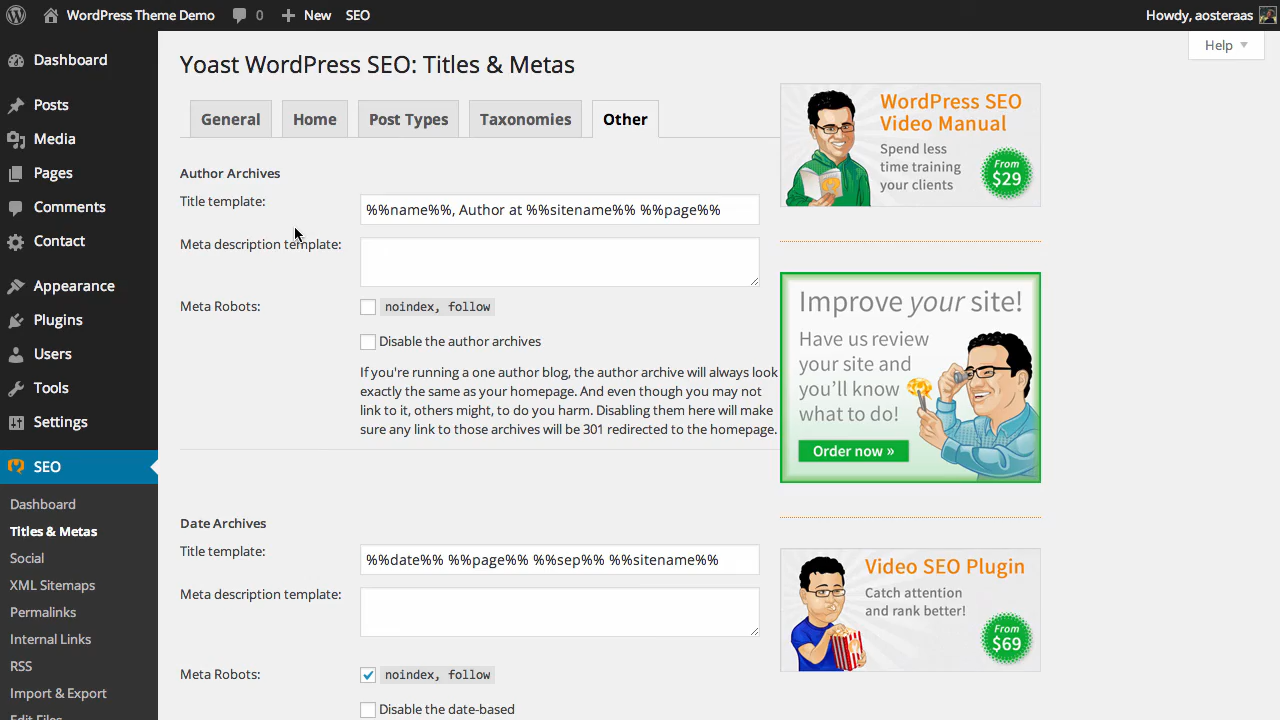 WordPress Theme Demo
0
New
SEO
Howdy, aosteraas
Help
Dashboard
Posts
Media
Pages
Comments
Contact
Appearance
Plugins
Users
Tools
Settings
SEO
Dashboard
Titles & Metas
Social
XML Sitemaps
Permalinks
Internal Links
RSS
Import & Export
Edit Files
Yoast WordPress SEO: Titles & Metas
General
Home
Post Types
Taxonomies
Other
Author Archives
Title template:
%%name%%, Author at %%sitename%% %%page%%
Meta description template:
Meta Robots:
noindex, follow
Disable the author archives
If you're running a one author blog, the author archive will always look
exactly the same as your homepage. And even though you may not
link to it, others might, to do you harm. Disabling them here will make
sure any link to those archives will be 301 redirected to the homepage.
Date Archives
Title template:
%%date%% %%page%% %%sep%% %%sitename%%
Meta description template:
Meta Robots:
noindex, follow
Disable the date-based
WordPress SEO
Video Manual
Spend less
time training
your clients
From
$29
Improve your site!
Have us review
your site and
you'll know
what to do!
Order now »
Video SEO Plugin
Catch attention
and rank better!
From
$69